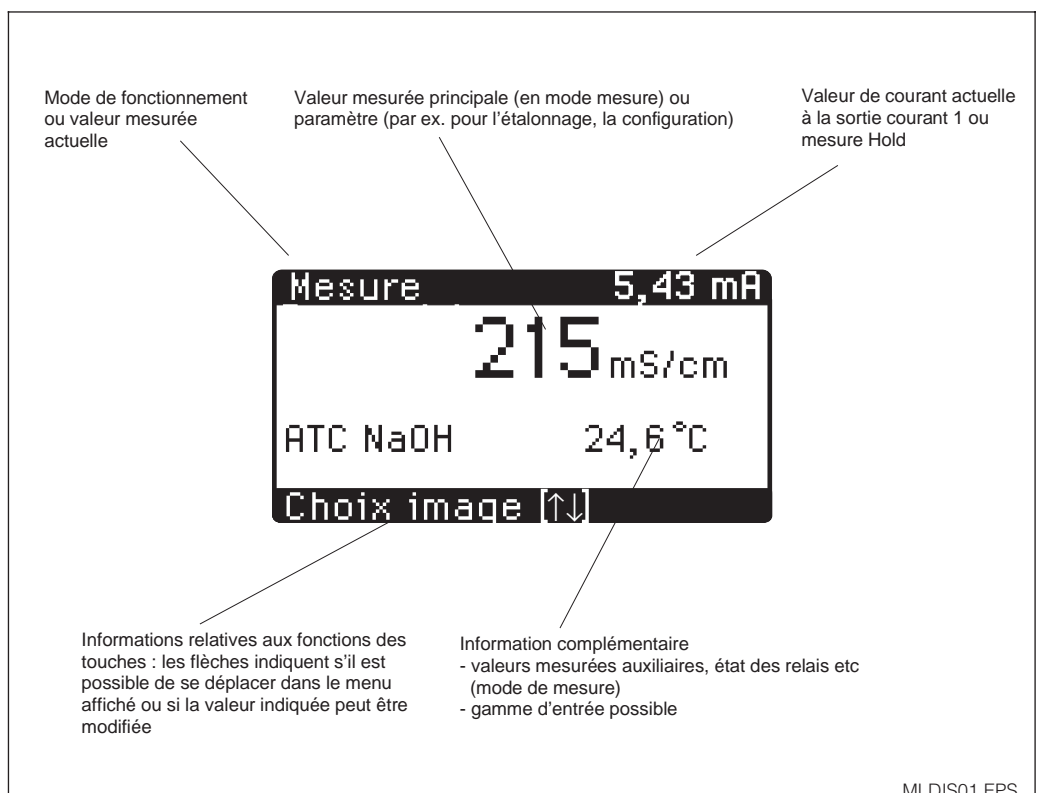 Mode de fonctionnement
ou valeur mesurée
actuelle
Valeur mesurée principale (en mode mesure) ou
paramètre (par ex. pour l'étalonnage, la configuration)
Valeur de courant actuelle
à la sortie courant 1 ou
mesure Hold
Mesure 5,43 mA
215 mS/cm
ATC NaOH 24,6 °C
Choix image [↑↓]
Informations relatives aux fonctions des
touches : les flèches indiquent s'il est
possible de se déplacer dans le menu
affiché ou si la valeur indiquée peut être
modifiée
Information complémentaire
- valeurs mesurées auxiliaires, état des relais etc
(mode de mesure)
- gamme d'entrée possible
MLDIS01.EPS